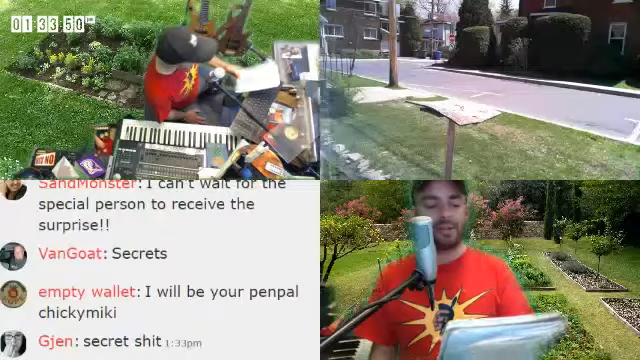 01:33:50
SandMonster: I can't wait for the
special person to receive the
surprise!!
VanGoat: Secrets
empty wallet: I will be your penpal
chickymiki
Gjen: secret shit 1:33pm